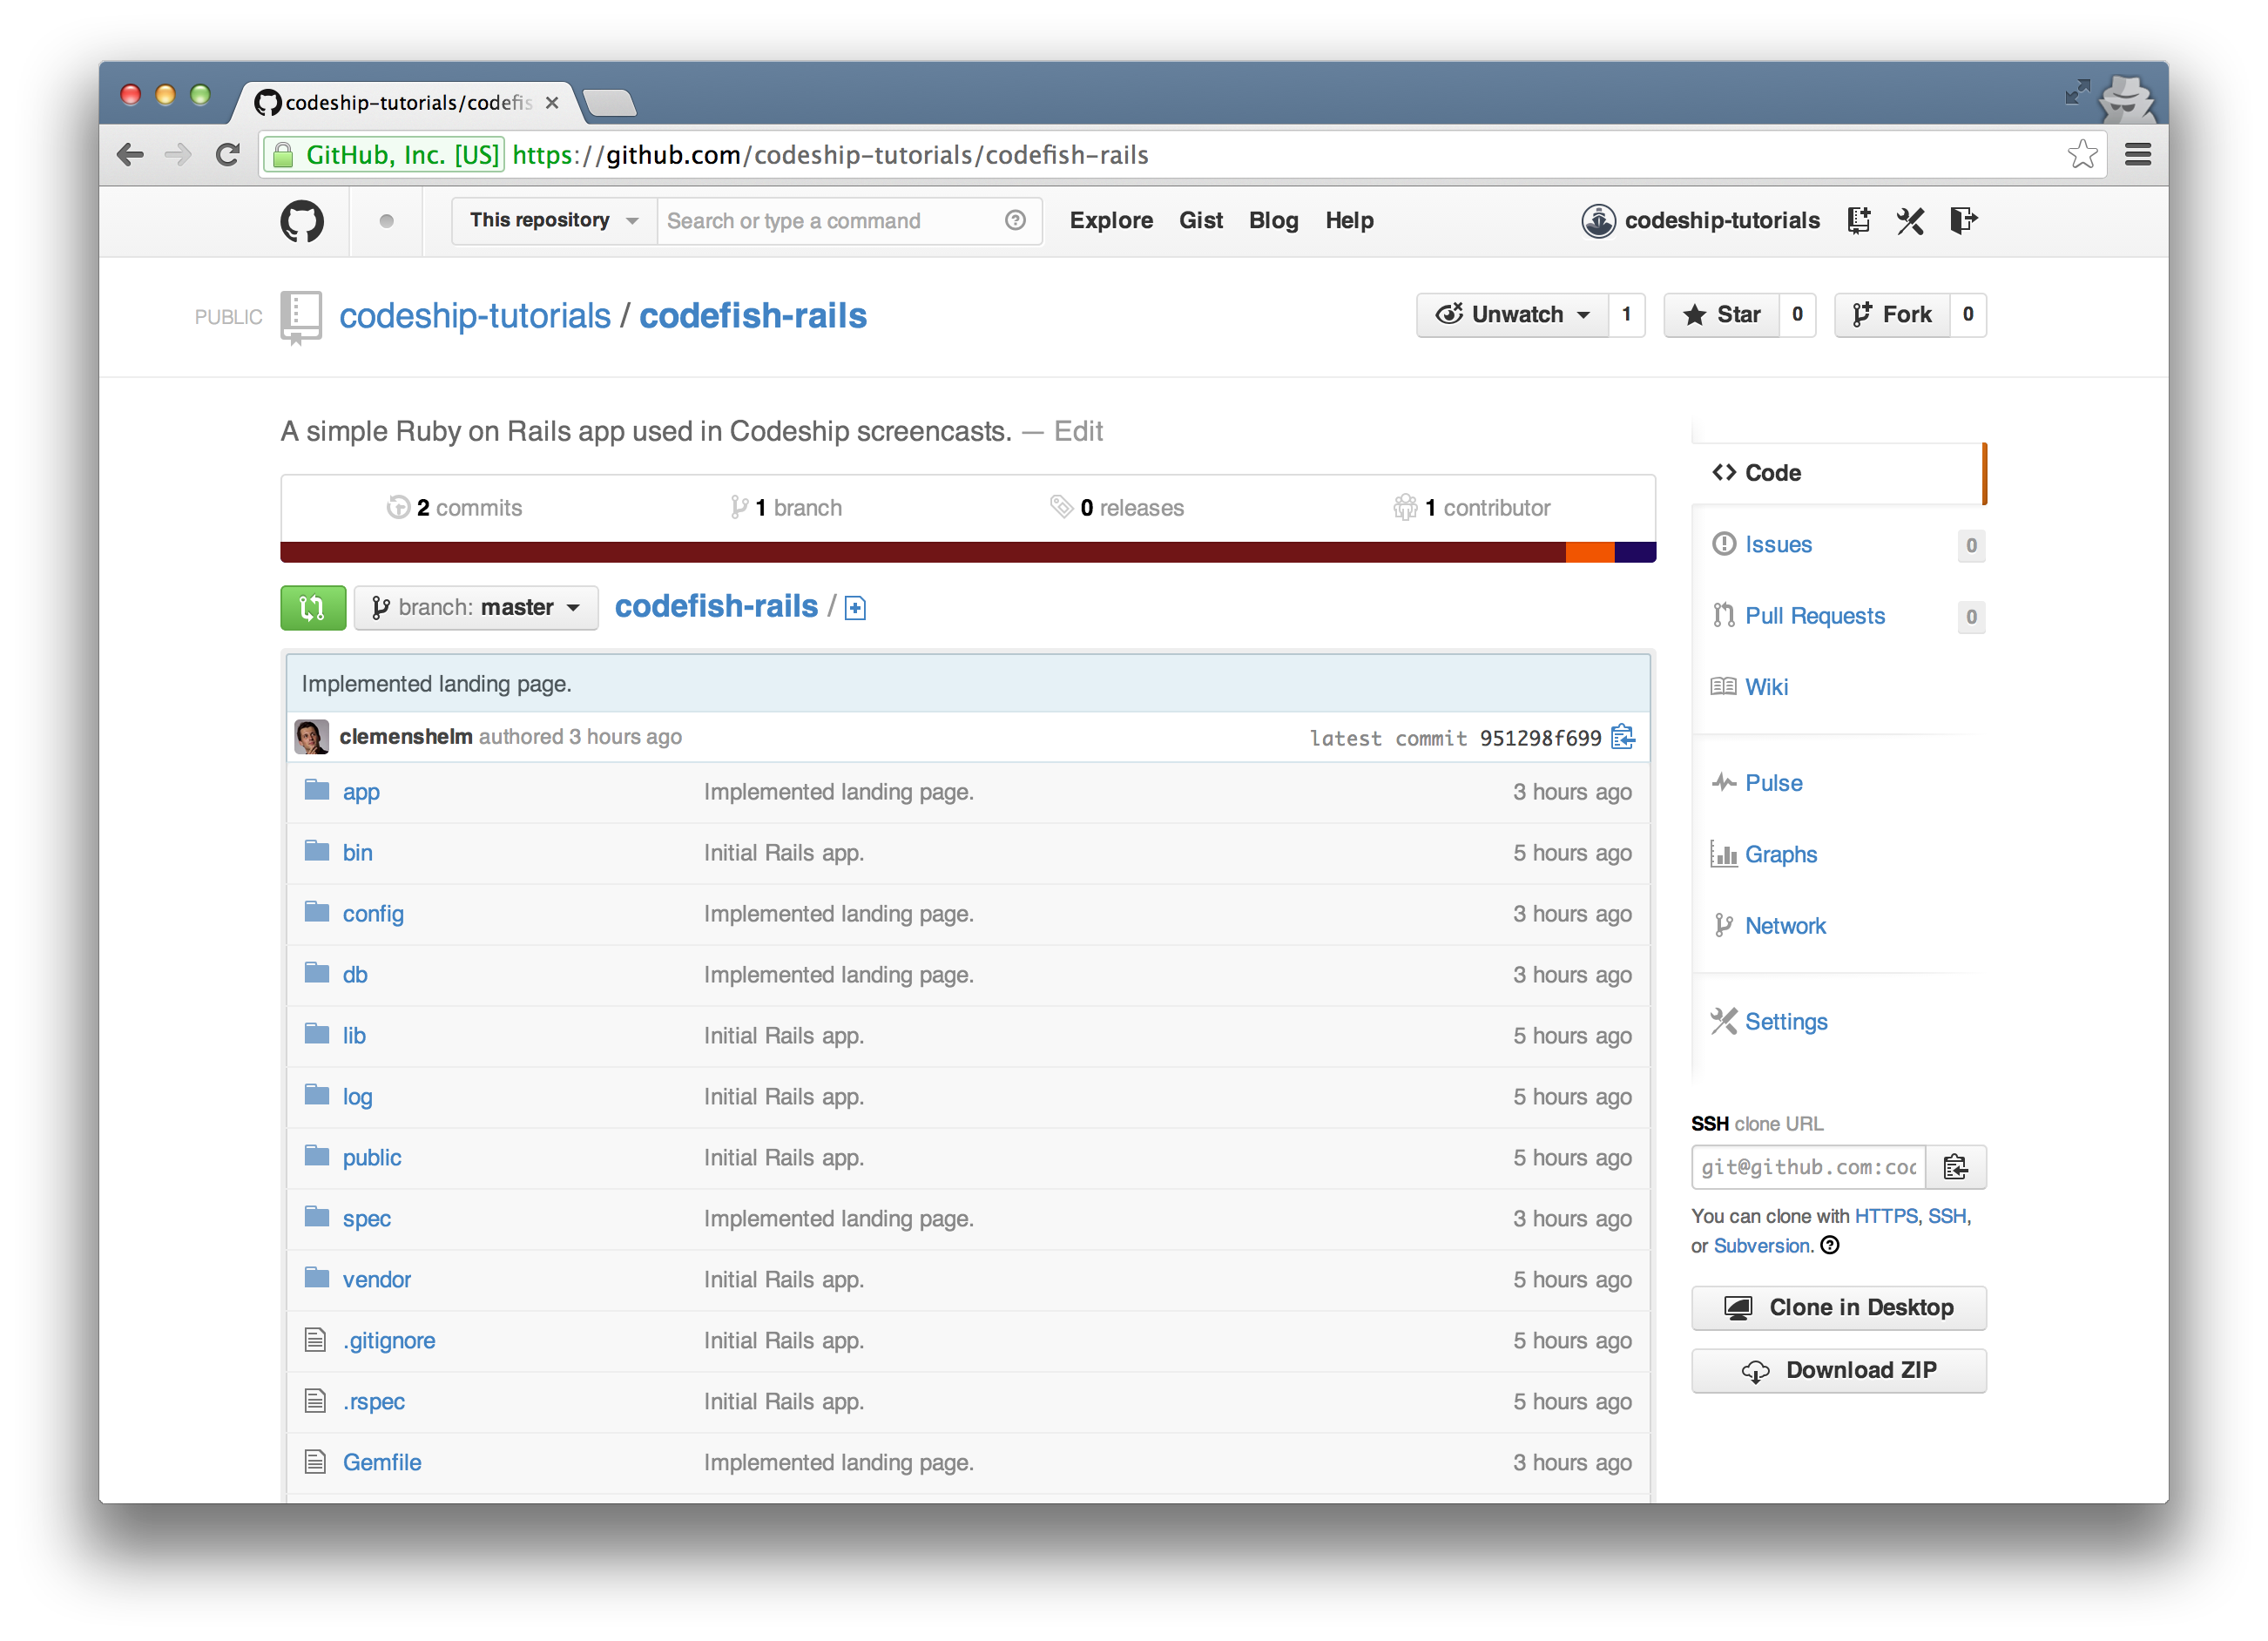 codeship-tutorials/codefis
GitHub, Inc. [US] https://github.com/codeship-tutorials/codefish-rails
This repository Search or type a command Explore Gist Blog Help codeship-tutorials
PUBLIC codeship-tutorials / codefish-rails Unwatch 1 Star 0 Fork 0
A simple Ruby on Rails app used in Codeship screencasts. — Edit
2 commits 1 branch 0 releases 1 contributor
branch: master codefish-rails /
Implemented landing page.
clemenshelm authored 3 hours ago latest commit 951298f699
app Implemented landing page. 3 hours ago
bin Initial Rails app. 5 hours ago
config Implemented landing page. 3 hours ago
db Implemented landing page. 3 hours ago
lib Initial Rails app. 5 hours ago
log Initial Rails app. 5 hours ago
public Initial Rails app. 5 hours ago
spec Implemented landing page. 3 hours ago
vendor Initial Rails app. 5 hours ago
.gitignore Initial Rails app. 5 hours ago
.rspec Initial Rails app. 5 hours ago
Gemfile Implemented landing page. 3 hours ago
Code
Issues 0
Pull Requests 0
Wiki
Pulse
Graphs
Network
Settings
SSH clone URL
git@github.com:coc
You can clone with HTTPS, SSH,
or Subversion.
Clone in Desktop
Download ZIP